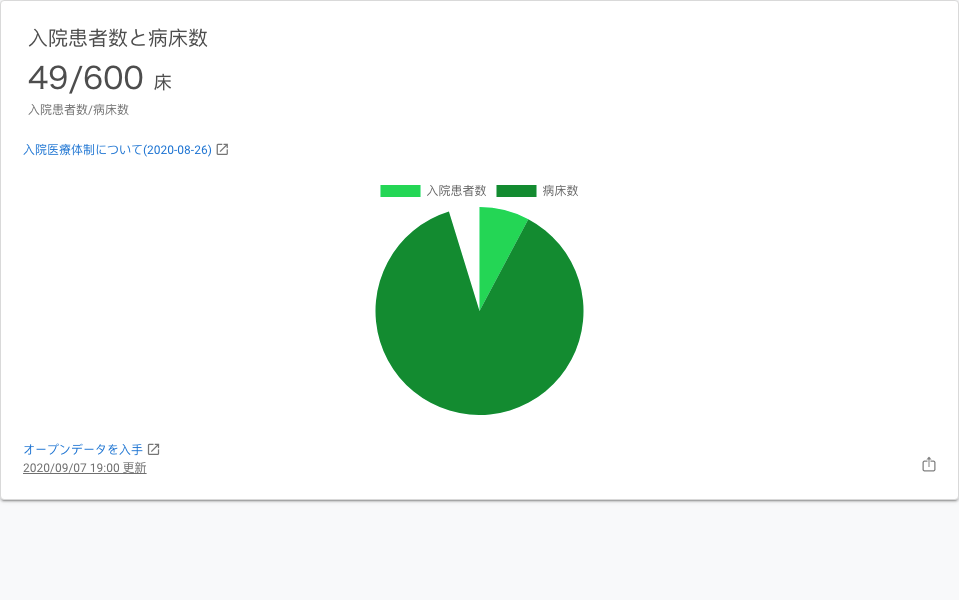 入院患者数と病床数
49/600 床
入院患者数/病床数
入院医療体制について(2020-08-26)
入院患者数 病床数
オープンデータを入手
2020/09/07 19:00 更新